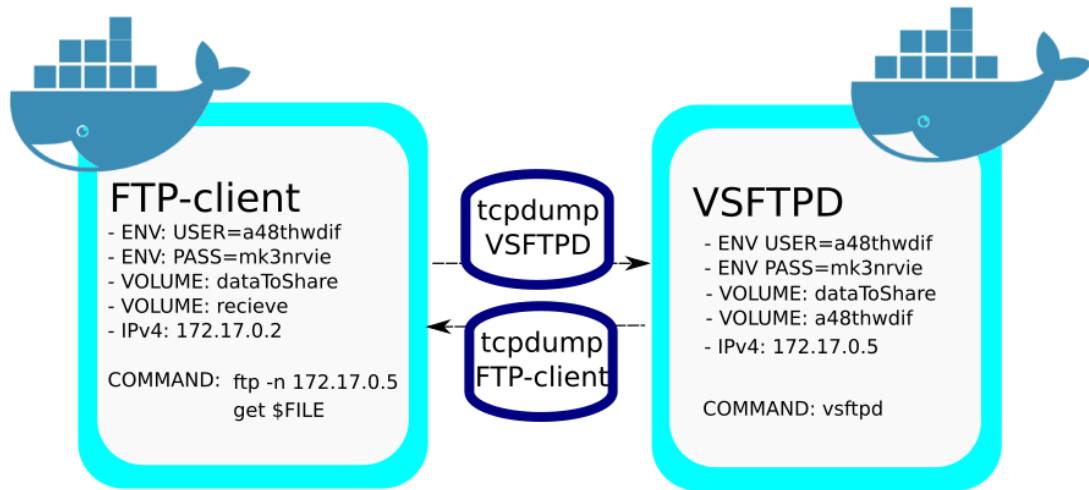 FTP-client
- ENV: USER=a48thwdif
- ENV: PASS=mk3nrvie
- VOLUME: dataToShare
- VOLUME: recieve
- IPv4: 172.17.0.2
COMMAND: ftp -n 172.17.0.5
get $FILE
tcpdump
VSFTPD
tcpdump
FTP-client
VSFTPD
- ENV USER=a48thwdif
- ENV PASS=mk3nrvie
- VOLUME: dataToShare
- VOLUME: a48thwdif
- IPv4: 172.17.0.5
COMMAND: vsftpd